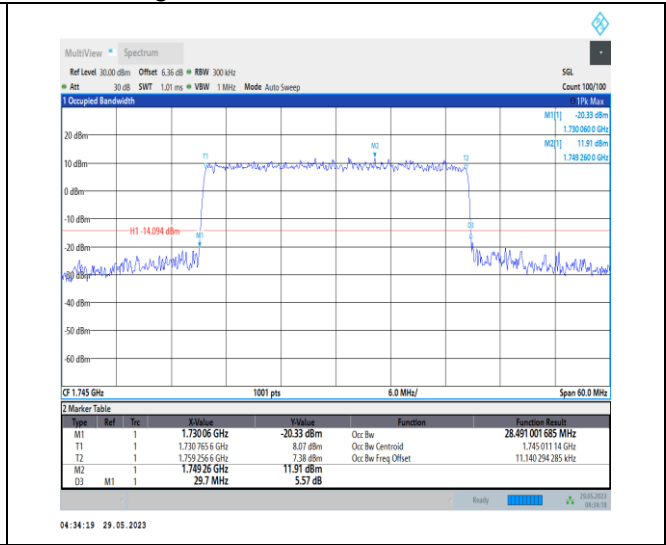 MultiView Spectrum
Ref Level 30.00 dBm Offset 6.36 dB RBW 300 kHz SGL
Att 30 dB SWT 1.01 ms VBW 1 MHz Mode Auto Sweep Count 100/100
1 Occupied Bandwidth 1Pk Max
M1[1] -20.33 dBm
1.730 060 0 GHz
M2[1] 11.91 dBm
1.749 260 0 GHz
20 dBm
M2
T1
T2
10 dBm
0 dBm
-10 dBm
D3
H1 -14.094 dBm
M1
-20 dBm
-30 dBm
-40 dBm
-50 dBm
-60 dBm
CF 1.745 GHz 1001 pts 6.0 MHz/ Span 60.0 MHz
2 Marker Table
Type Ref Trc X-Value Y-Value Function Function Result
M1 1 1.73006 GHz -20.33 dBm Occ Bw 28.491 001 685 MHz
T1 1 1.730 765 6 GHz 8.07 dBm Occ Bw Centroid 1.745 011 14 GHz
T2 1 1.759 256 6 GHz 7.38 dBm Occ Bw Freq Offset 11.140 294 285 kHz
M2 1 1.749 26 GHz 11.91 dBm
D3 M1 1 29.7 MHz 5.57 dB
Ready 29.05.2023
04:34:18
04:34:19 29.05.2023